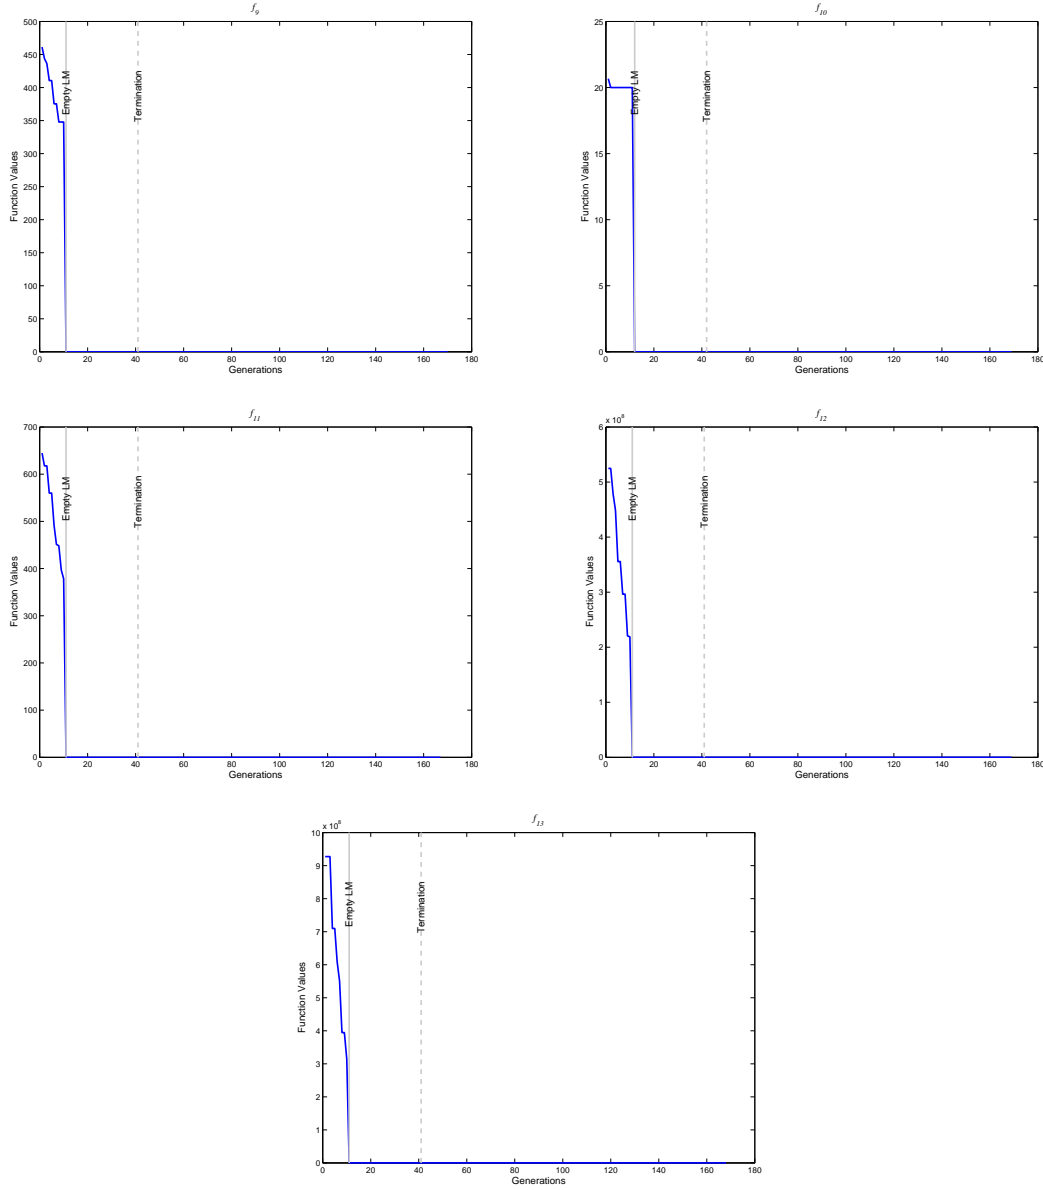 f9
500
450
400
350
300
250
200
150
100
50
0
Function Values
Empty LM
Termination
0 20 40 60 80 100 120 140 160 180
Generations
f10
25
20
15
10
5
0
Function Values
Empty LM
Termination
0 20 40 60 80 100 120 140 160 180
Generations
f11
700
600
500
400
300
200
100
0
Function Values
Empty LM
Termination
0 20 40 60 80 100 120 140 160 180
Generations
f12
x 10^8
6
5
4
3
2
1
0
Function Values
Empty LM
Termination
0 20 40 60 80 100 120 140 160 180
Generations
f13
x 10^8
10
9
8
7
6
5
4
3
2
1
0
Function Values
Empty LM
Termination
0 20 40 60 80 100 120 140 160 180
Generations